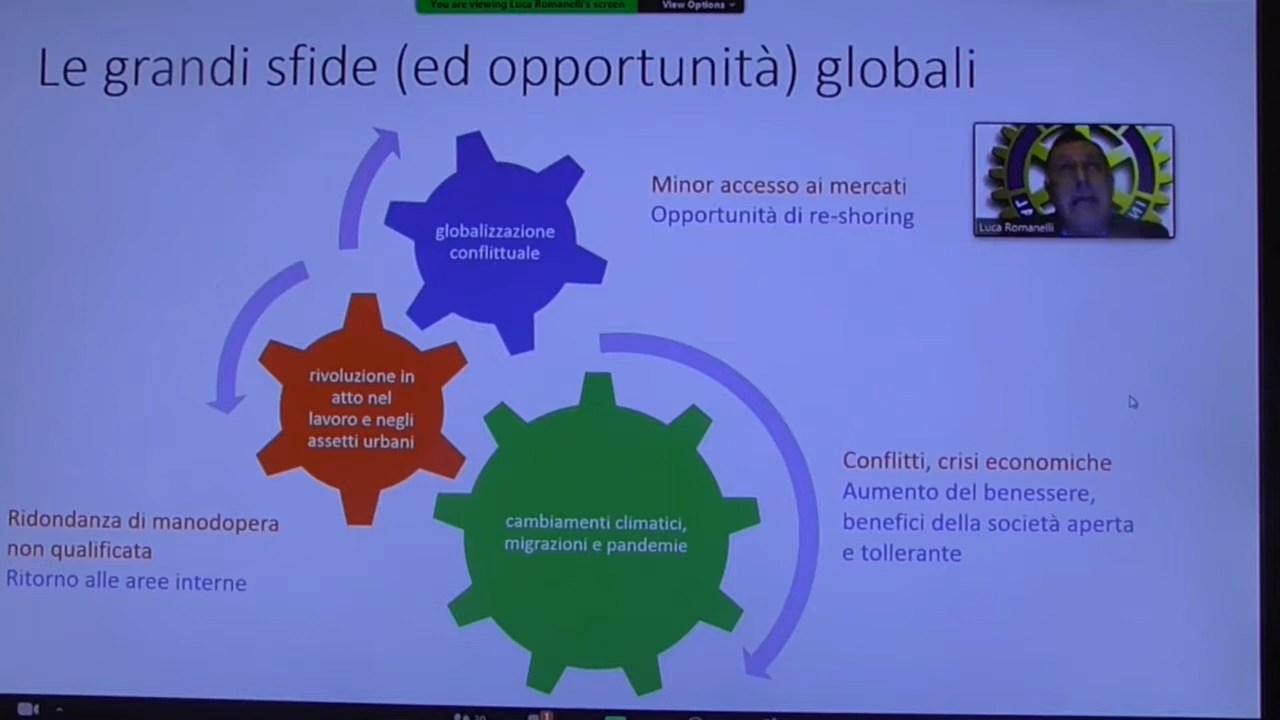 You are viewing Luca Romanelli's screen
View Options
Le grandi sfide (ed opportunità) globali
globalizzazione
conflittuale
Minor accesso ai mercati
Opportunità di re-shoring
Luca Romanelli
rivoluzione in
atto nel
lavoro e negli
assetti urbani
cambiamenti climatici,
migrazioni e pandemie
Conflitti, crisi economiche
Aumento del benessere,
benefici della società aperta
e tollerante
Ridondanza di manodopera
non qualificata
Ritorno alle aree interne